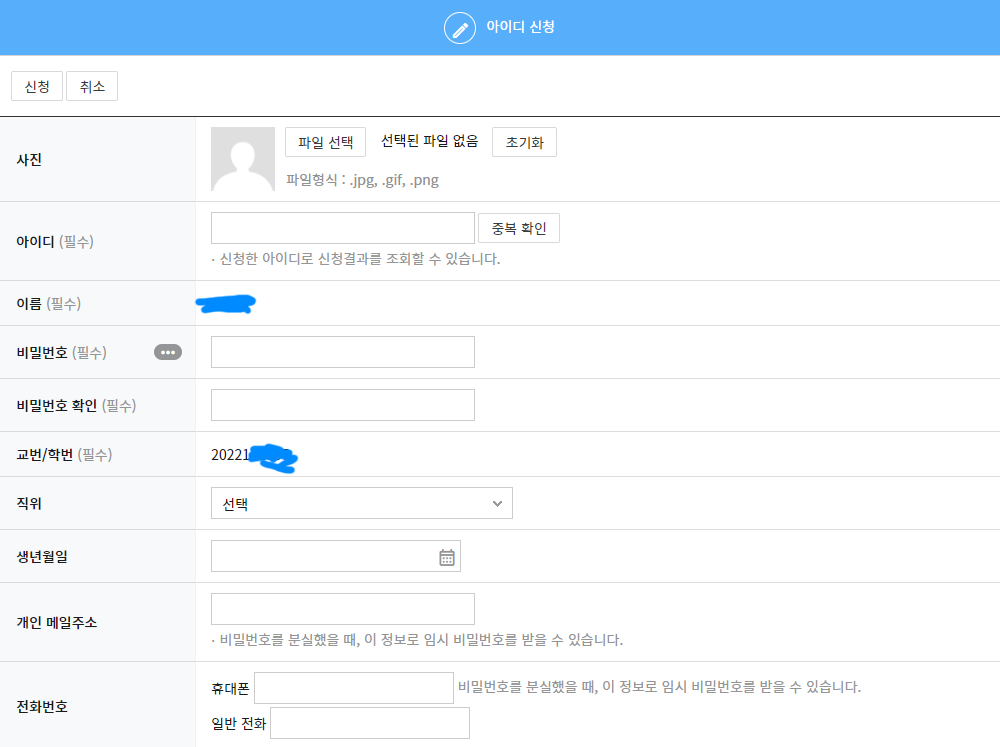 아이디 신청
신청 취소
사진
파일 선택 선택된 파일 없음 초기화
파일형식 : .jpg, .gif, .png
아이디 (필수)
중복 확인
· 신청한 아이디로 신청결과를 조회할 수 있습니다.
이름 (필수)
비밀번호 (필수)
비밀번호 확인 (필수)
교번/학번 (필수) 20221
직위 선택
생년월일
개인 메일주소
· 비밀번호를 분실했을 때, 이 정보로 임시 비밀번호를 받을 수 있습니다.
전화번호
휴대폰 비밀번호를 분실했을 때, 이 정보로 임시 비밀번호를 받을 수 있습니다.
일반 전화